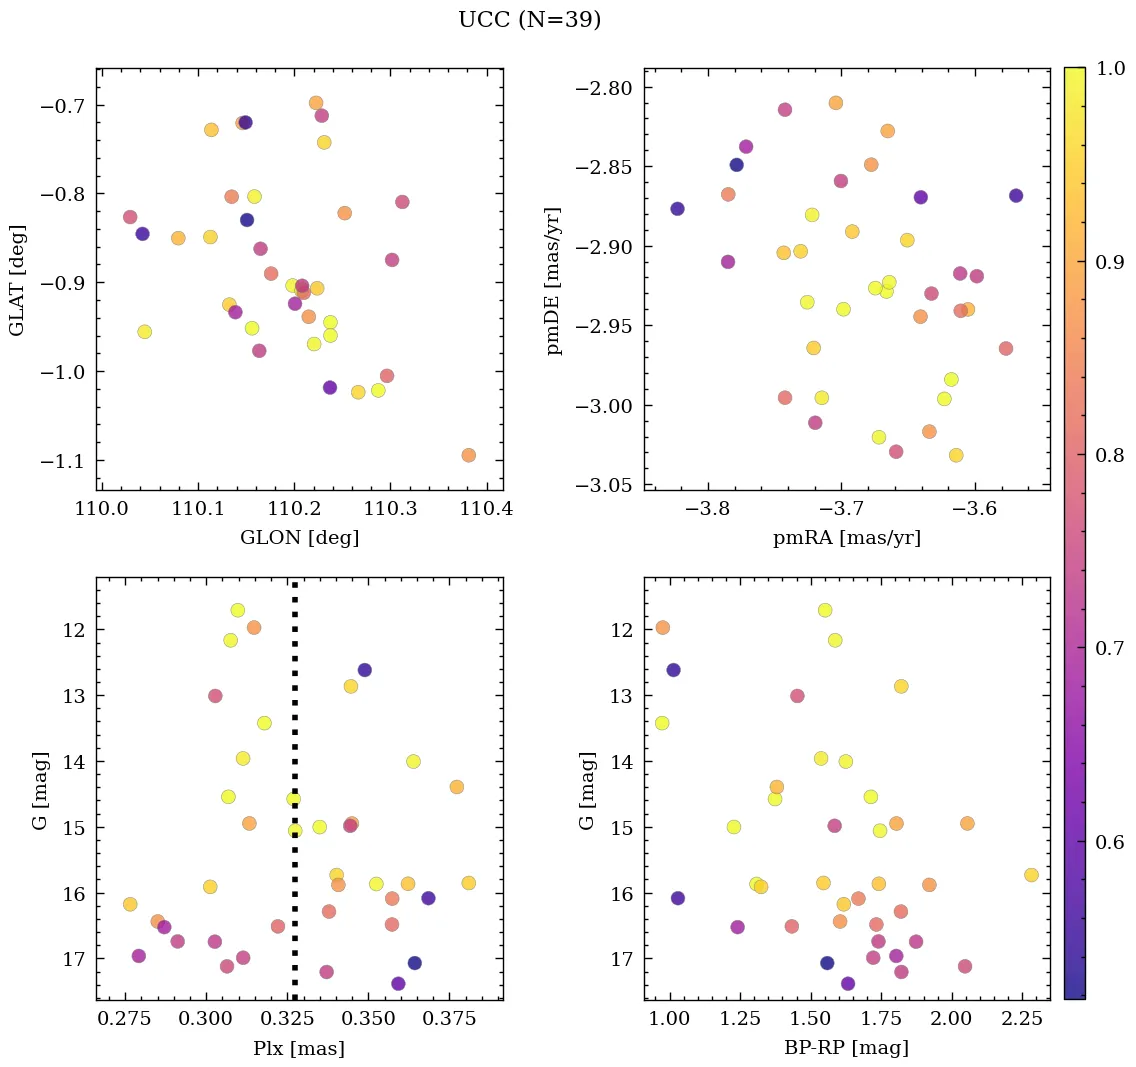 UCC (N=39)
−0.7
−0.8
−0.9
−1.0
−1.1
GLAT [deg]
110.0 110.1 110.2 110.3 110.4
GLON [deg]
−2.80
−2.85
−2.90
−2.95
−3.00
−3.05
pmDE [mas/yr]
−3.8 −3.7 −3.6
pmRA [mas/yr]
1.0
0.9
0.8
0.7
0.6
12
13
14
15
16
17
G [mag]
0.275 0.300 0.325 0.350 0.375
Plx [mas]
12
13
14
15
16
17
G [mag]
1.00 1.25 1.50 1.75 2.00 2.25
BP-RP [mag]